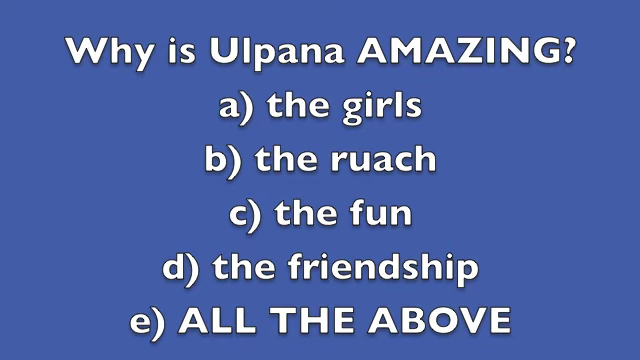 Why is Ulpana AMAZING?
a) the girls
b) the ruach
c) the fun
d) the friendship
e) ALL THE ABOVE